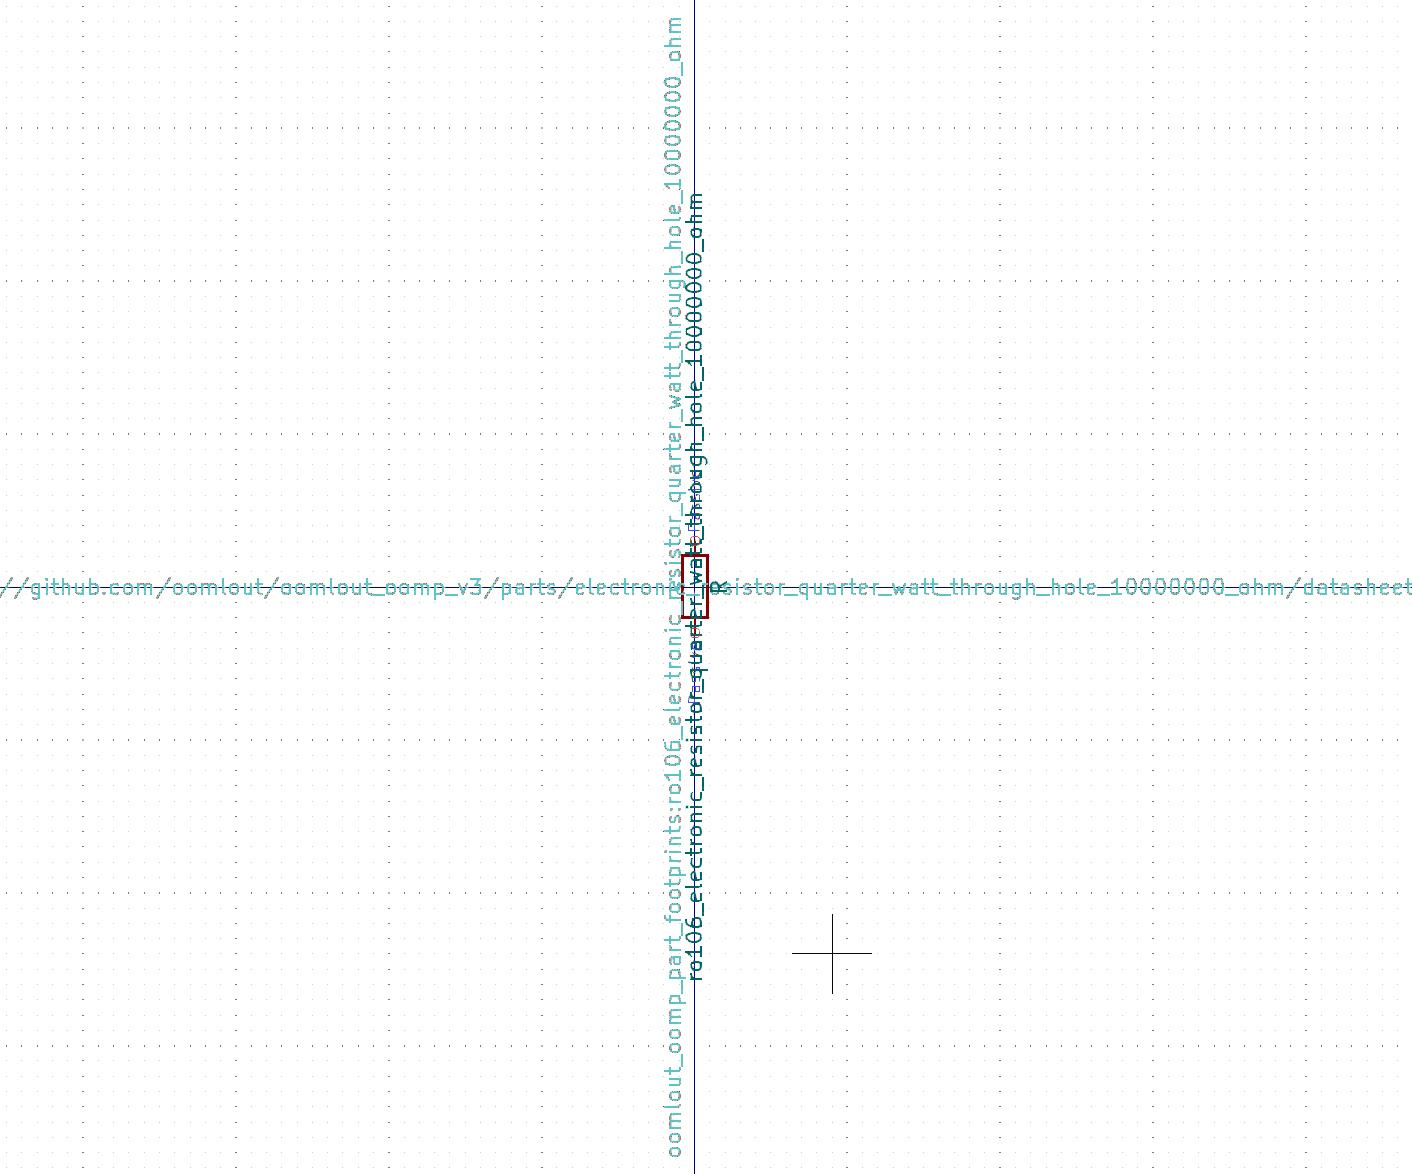 oomlout_oomp_part_footprints:ro106_electronic_resistor_quarter_watt_through_hole_10000000_ohm
ro106_electronic_resistor_quarter_watt_through_hole_10000000_ohm
//github.com/oomlout/oomlout_oomp_v3/parts/electronic_resistor_quarter_watt_through_hole_10000000_ohm/datasheet
R